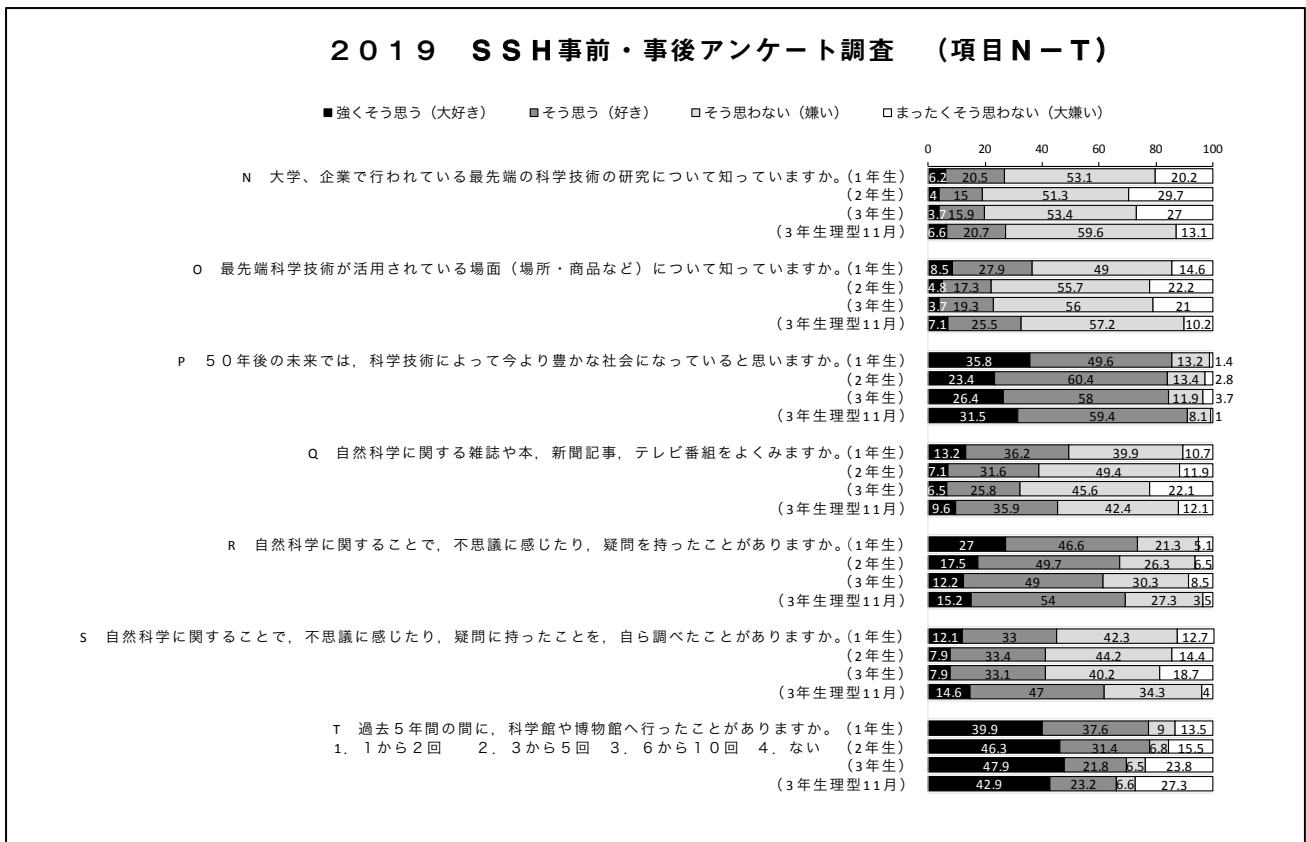 ２０１９　ＳＳＨ事前・事後アンケート調査　（項目Ｎ－Ｔ）
■強くそう思う（大好き）　■そう思う（好き）　□そう思わない（嫌い）　□まったくそう思わない（大嫌い）
0 20 40 60 80 100
N　大学、企業で行われている最先端の科学技術の研究について知っていますか。（1年生） 6.2 20.5 53.1 20.2
（2年生） 4 15 51.3 29.7
（3年生） 3.7 15.9 53.4 27
（3年生理型11月） 6.6 20.7 59.6 13.1
O　最先端科学技術が活用されている場面（場所・商品など）について知っていますか。（1年生） 8.5 27.9 49 14.6
（2年生） 4.8 17.3 55.7 22.2
（3年生） 3.7 19.3 56 21
（3年生理型11月） 7.1 25.5 57.2 10.2
P　５０年後の未来では，科学技術によって今より豊かな社会になっていると思いますか。（1年生） 35.8 49.6 13.2 1.4
（2年生） 23.4 60.4 13.4 2.8
（3年生） 26.4 58 11.9 3.7
（3年生理型11月） 31.5 59.4 8.1 1
Q　自然科学に関する雑誌や本，新聞記事，テレビ番組をよくみますか。（1年生） 13.2 36.2 39.9 10.7
（2年生） 7.1 31.6 49.4 11.9
（3年生） 6.5 25.8 45.6 22.1
（3年生理型11月） 9.6 35.9 42.4 12.1
R　自然科学に関することで，不思議に感じたり，疑問を持ったことがありますか。（1年生） 27 46.6 21.3 5.1
（2年生） 17.5 49.7 26.3 6.5
（3年生） 12.2 49 30.3 8.5
（3年生理型11月） 15.2 54 27.3 3.5
S　自然科学に関することで，不思議に感じたり，疑問に持ったことを，自ら調べたことがありますか。（1年生） 12.1 33 42.3 12.7
（2年生） 7.9 33.4 44.2 14.4
（3年生） 7.9 33.1 40.2 18.7
（3年生理型11月） 14.6 47 34.3 4
T　過去５年間の間に，科学館や博物館へ行ったことがありますか。（1年生） 39.9 37.6 9 13.5
１．１から２回　　２．３から５回　３．６から１０回　４．ない　（2年生） 46.3 31.4 6.8 15.5
（3年生） 47.9 21.8 6.5 23.8
（3年生理型11月） 42.9 23.2 6.6 27.3